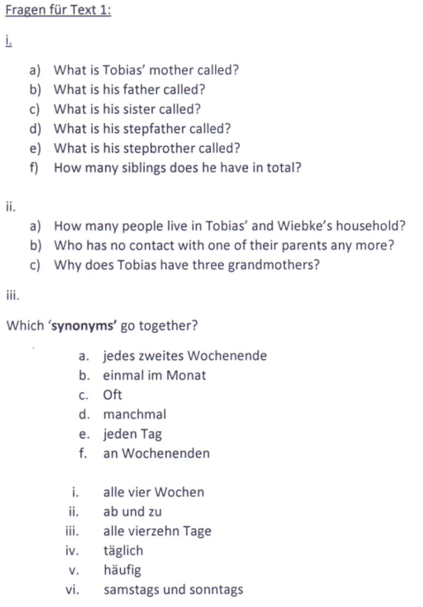 Fragen für Text 1:
i.
a) What is Tobias' mother called?
b) What is his father called?
c) What is his sister called?
d) What is his stepfather called?
e) What is his stepbrother called?
f) How many siblings does he have in total?
ii.
a) How many people live in Tobias' and Wiebke's household?
b) Who has no contact with one of their parents any more?
c) Why does Tobias have three grandmothers?
iii.
Which 'synonyms' go together?
a. jedes zweites Wochenende
b. einmal im Monat
c. Oft
d. manchmal
e. jeden Tag
f. an Wochenenden
i. alle vier Wochen
ii. ab und zu
iii. alle vierzehn Tage
iv. täglich
v. häufig
vi. samstags und sonntags